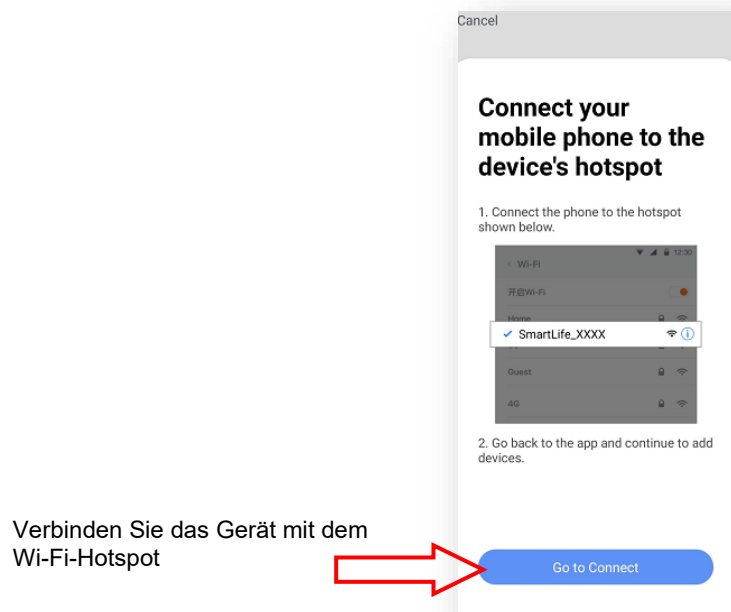 Cancel
Connect your
mobile phone to the
device's hotspot
1. Connect the phone to the hotspot
shown below.
12:30
Wi-Fi
开启Wi-Fi
Home
SmartLife_XXXX
Guest
4G
2. Go back to the app and continue to add
devices.
Verbinden Sie das Gerät mit dem
Wi-Fi-Hotspot
Go to Connect